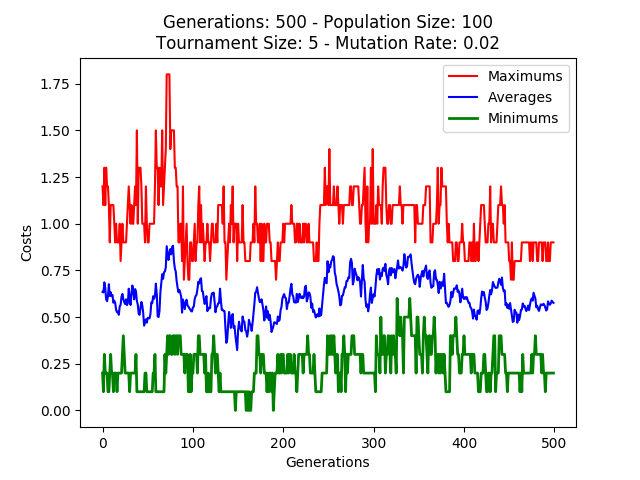 Generations: 500 - Population Size: 100
Tournament Size: 5 - Mutation Rate: 0.02
Maximums
Averages
Minimums
1.75
1.50
1.25
1.00
0.75
0.50
0.25
0.00
Costs
0 100 200 300 400 500
Generations